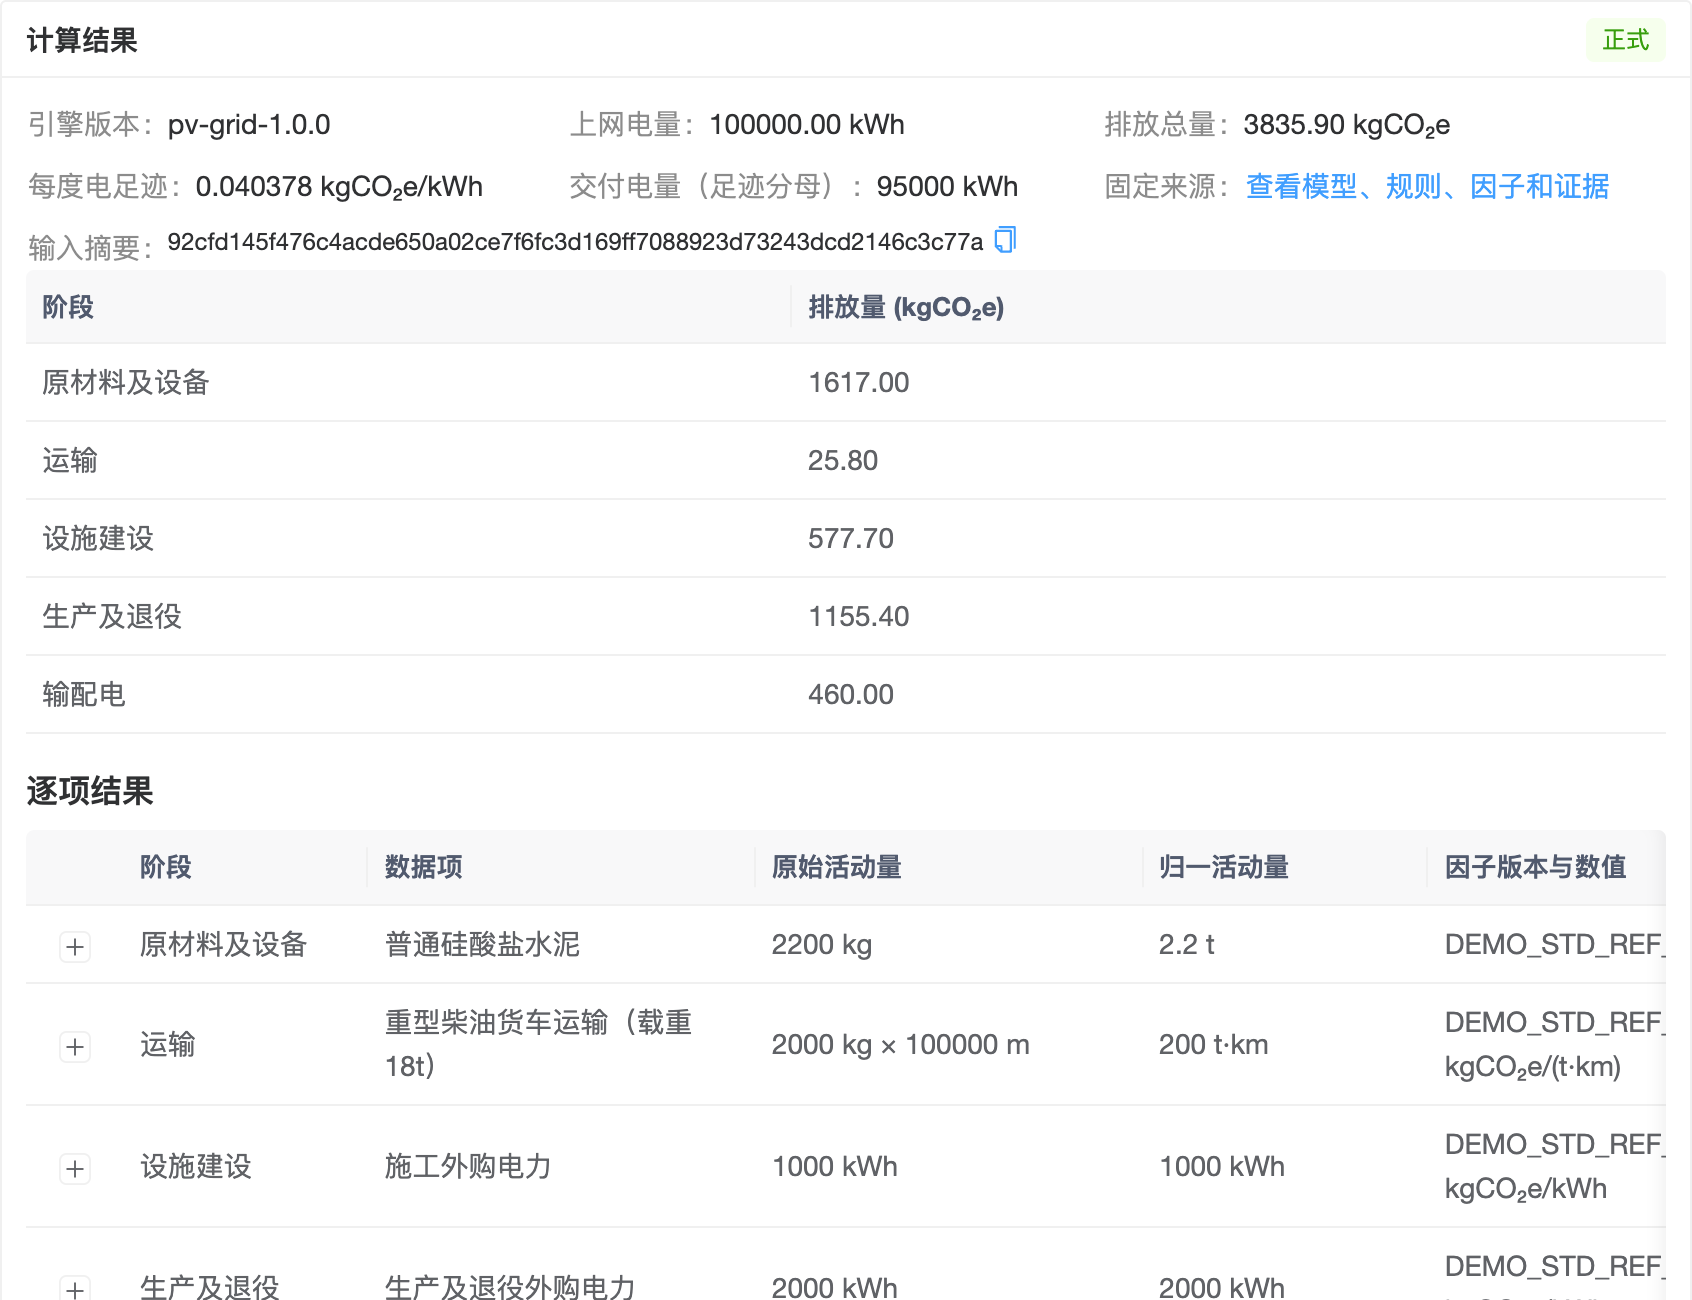 计算结果
正式
引擎版本： pv-grid-1.0.0
上网电量： 100000.00 kWh
排放总量： 3835.90 kgCO₂e
每度电足迹： 0.040378 kgCO₂e/kWh
交付电量（足迹分母）： 95000 kWh
固定来源： 查看模型、规则、因子和证据
输入摘要： 92cfd145f476c4acde650a02ce7f6fc3d169ff7088923d73243dcd2146c3c77a
阶段 排放量 (kgCO₂e)
原材料及设备 1617.00
运输 25.80
设施建设 577.70
生产及退役 1155.40
输配电 460.00
逐项结果
阶段 数据项 原始活动量 归一活动量 因子版本与数值
原材料及设备 普通硅酸盐水泥 2200 kg 2.2 t DEMO_STD_REF_
运输 重型柴油货车运输（载重 18t） 2000 kg × 100000 m 200 t·km DEMO_STD_REF_ kgCO₂e/(t·km)
设施建设 施工外购电力 1000 kWh 1000 kWh DEMO_STD_REF_ kgCO₂e/kWh
生产及退役 生产及退役外购电力 2000 kWh 2000 kWh DEMO_STD_REF_